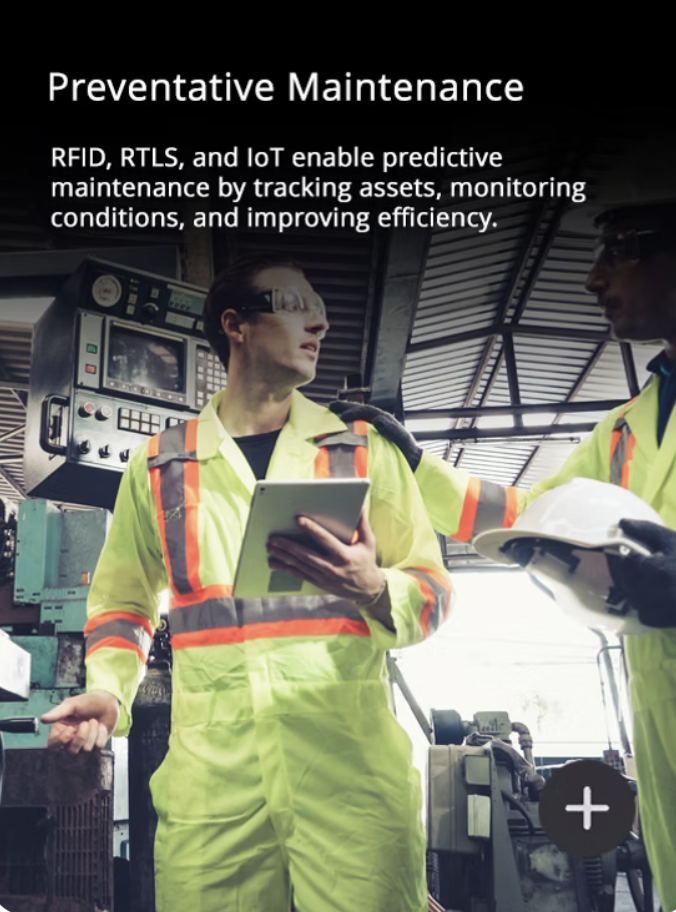 Preventative Maintenance
RFID, RTLS, and IoT enable predictive
maintenance by tracking assets, monitoring
conditions, and improving efficiency.